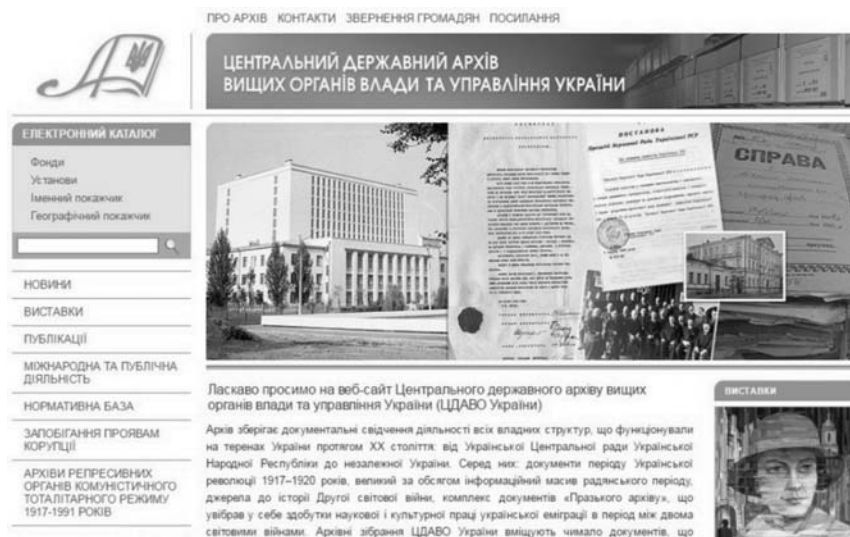 ПРО АРХІВ КОНТАКТИ ЗВЕРНЕННЯ ГРОМАДЯН ПОСИЛАННЯ
ЦЕНТРАЛЬНИЙ ДЕРЖАВНИЙ АРХІВ
ВИЩИХ ОРГАНІВ ВЛАДИ ТА УПРАВЛІННЯ УКРАЇНИ
ЕЛЕКТРОННИЙ КАТАЛОГ
Фонди
Установи
Іменний покажчик
Географічний покажчик
НОВИНИ
ВИСТАВКИ
ПУБЛІКАЦІЇ
МІЖНАРОДНА ТА ПУБЛІЧНА
ДІЯЛЬНІСТЬ
НОРМАТИВНА БАЗА
ЗАПОБІГАННЯ ПРОЯВАМ
КОРУПЦІЇ
АРХІВИ РЕПРЕСИВНИХ
ОРГАНІВ КОМУНІСТИЧНОГО
ТОТАЛІТАРНОГО РЕЖИМУ
1917-1991 РОКІВ
ПОСТАНОВА
СПРАВА
Ласкаво просимо на веб-сайт Центрального державного архіву вищих
органів влади та управління України (ЦДАВО України)
Архів зберігає документальні свідчення діяльності всіх владних структур, що функціонували
на теренах України протягом XX століття: від Української Центральної ради Української
Народної Республіки до незалежної України. Серед них: документи періоду Української
революції 1917–1920 років, великий за обсягом інформаційний масив радянського періоду,
джерела до історії Другої світової війни, комплекс документів «Празького архіву», що
увібрав у себе здобутки наукової і культурної праці української еміграції в період між двома
світовими війнами. Архівні зібрання ЦДАВО України вміщують чимало документів, що
ВИСТАВКИ